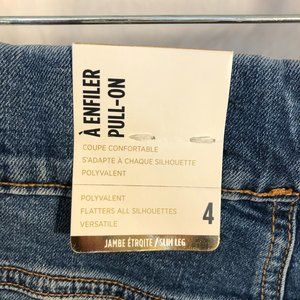 À ENFILER
PULL-ON
COUPE CONFORTABLE
S'ADAPTE À CHAQUE SILHOUETTE
POLYVALENT
POLYVALENT
FLATTERS ALL SILHOUETTES
VERSATILE
4
JAMBE ÉTROITE / SLIM LEG